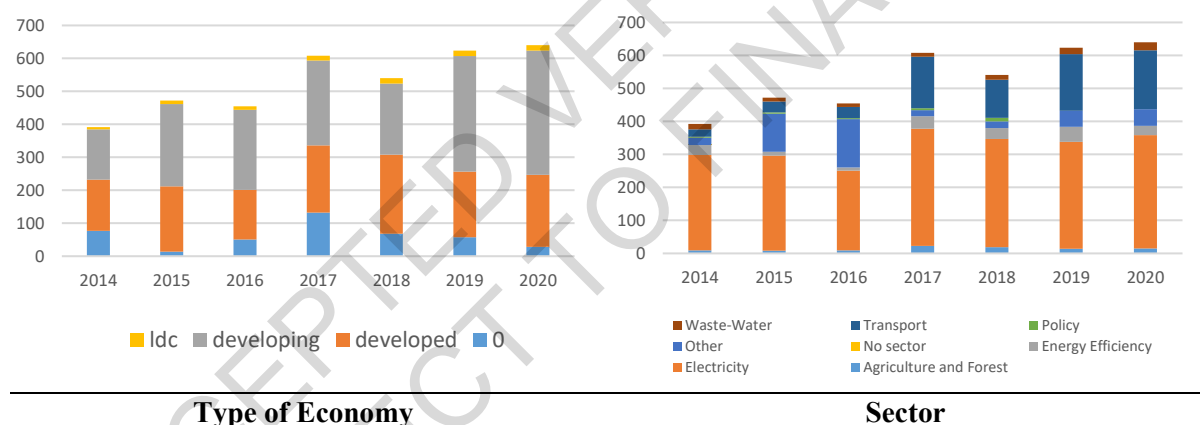 700
600
500
400
300
200
100
0
2014 2015 2016 2017 2018 2019 2020
ldc developing developed 0
Type of Economy
700
600
500
400
300
200
100
0
2014 2015 2016 2017 2018 2019 2020
Waste-Water Transport Policy
Other No sector Energy Efficiency
Electricity Agriculture and Forest
Sector